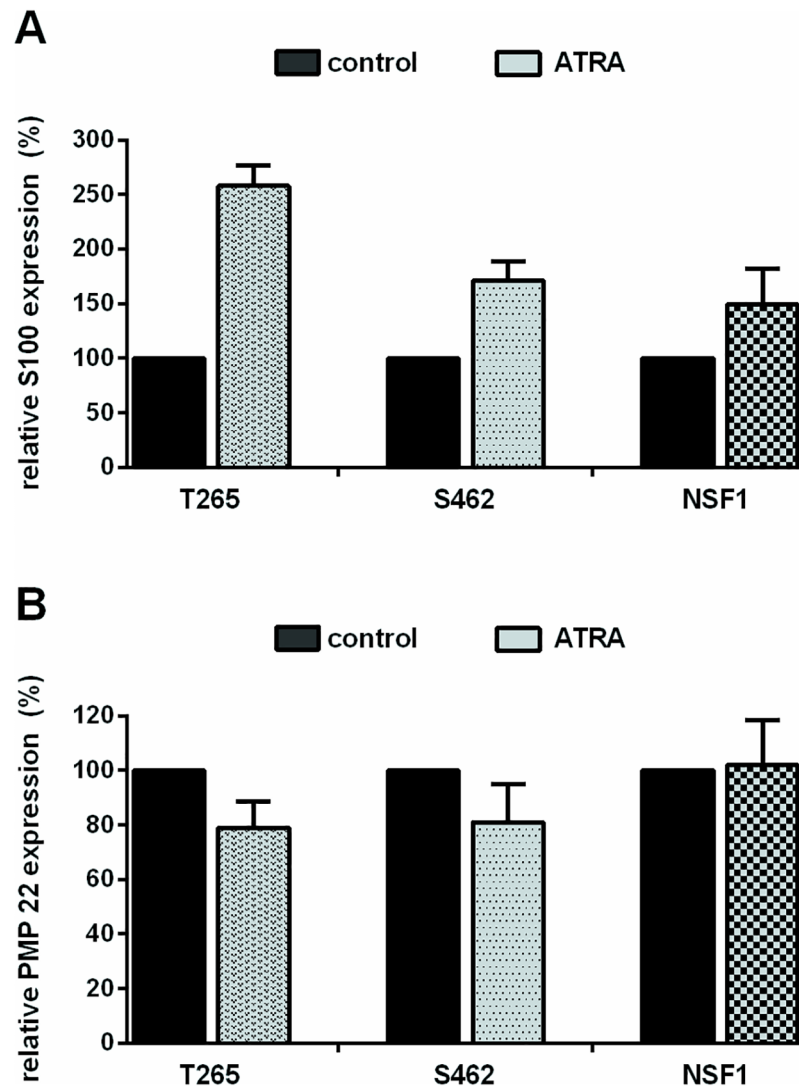 A
control ATRA
relative S100 expression (%)
300
250
200
150
100
50
0
T265 S462 NSF1
B
control ATRA
relative PMP 22 expression (%)
120
100
80
60
40
20
0
T265 S462 NSF1